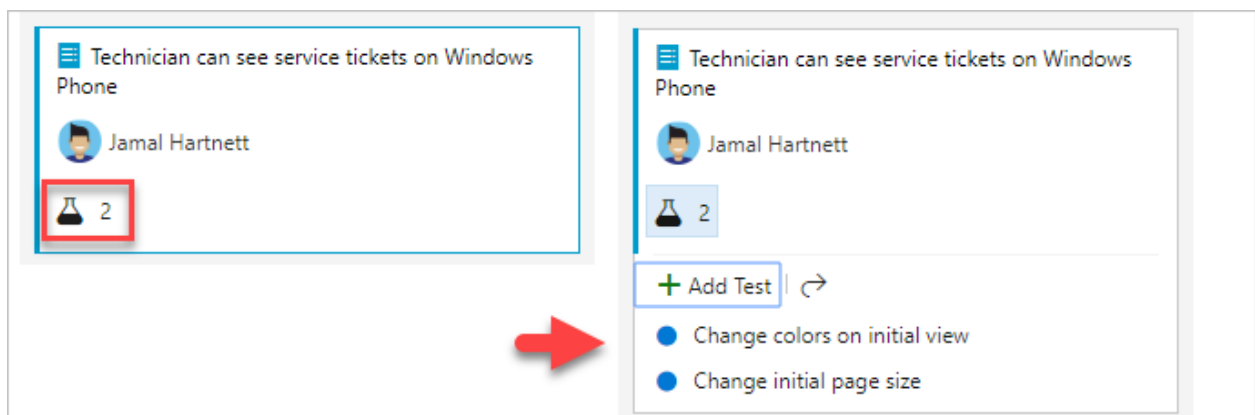 Technician can see service tickets on Windows
Phone
Jamal Hartnett
2
Technician can see service tickets on Windows
Phone
Jamal Hartnett
2
Add Test
Change colors on initial view
Change initial page size